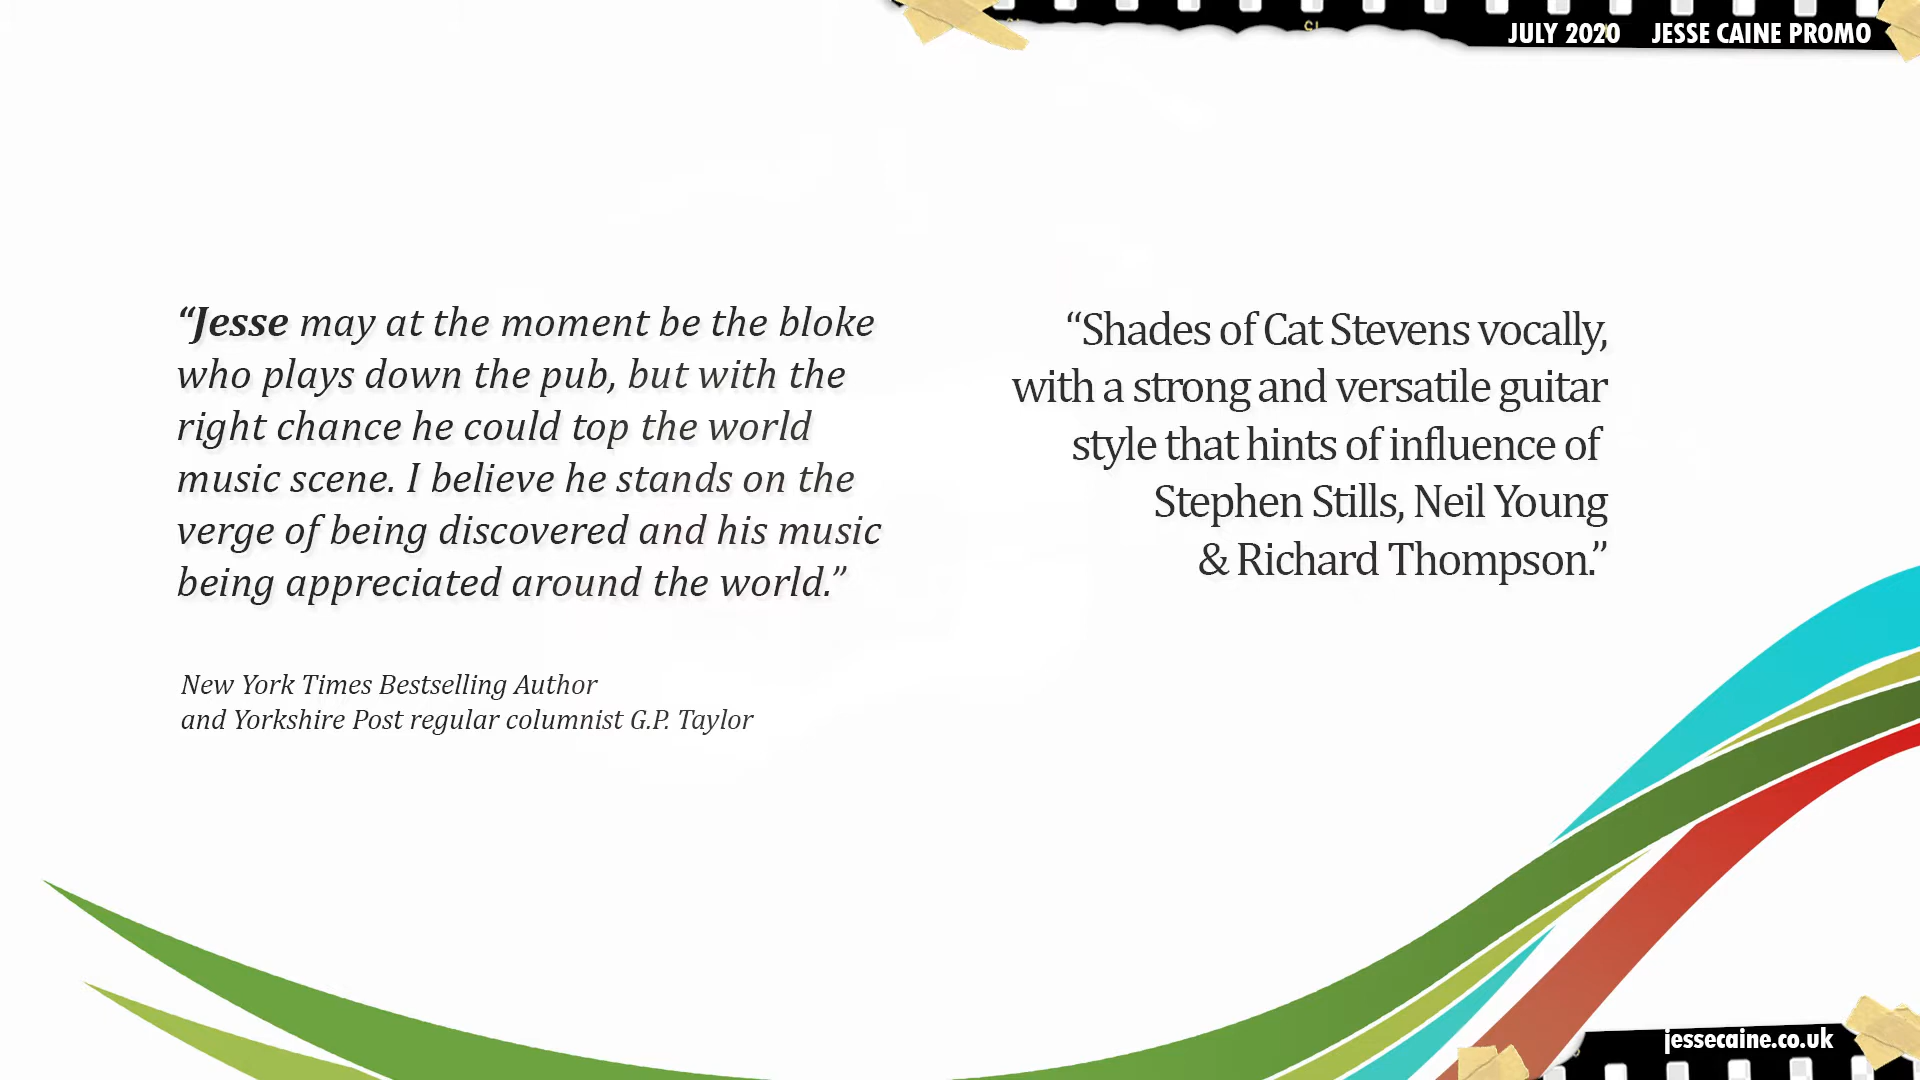 JULY 2020 JESSE CAINE PROMO
“Jesse may at the moment be the bloke
who plays down the pub, but with the
right chance he could top the world
music scene. I believe he stands on the
verge of being discovered and his music
being appreciated around the world.”
New York Times Bestselling Author
and Yorkshire Post regular columnist G.P. Taylor
“Shades of Cat Stevens vocally,
with a strong and versatile guitar
style that hints of influence of
Stephen Stills, Neil Young
& Richard Thompson.”
jessecaine.co.uk